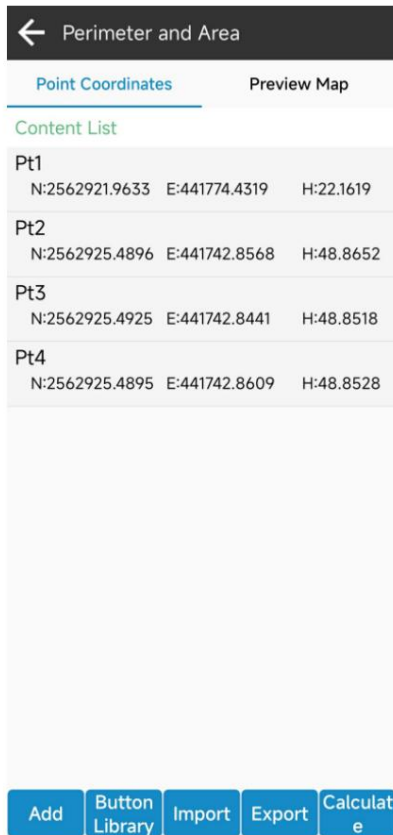 Perimeter and Area
Point Coordinates Preview Map
Content List
Pt1
N:2562921.9633 E:441774.4319 H:22.1619
Pt2
N:2562925.4896 E:441742.8568 H:48.8652
Pt3
N:2562925.4925 E:441742.8441 H:48.8518
Pt4
N:2562925.4895 E:441742.8609 H:48.8528
Add Button Library Import Export Calculate